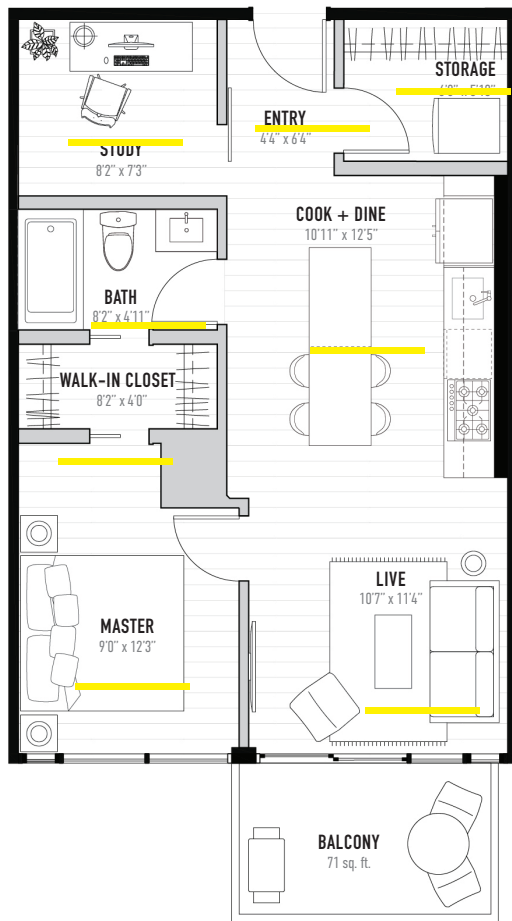 STORAGE
ENTRY
4'4" x 6'4"
STUDY
8'2" x 7'3"
COOK + DINE
10'11" x 12'5"
BATH
8'2" x 4'11"
WALK-IN CLOSET
8'2" x 4'0"
LIVE
10'7" x 11'4"
MASTER
9'0" x 12'3"
BALCONY
71 sq. ft.